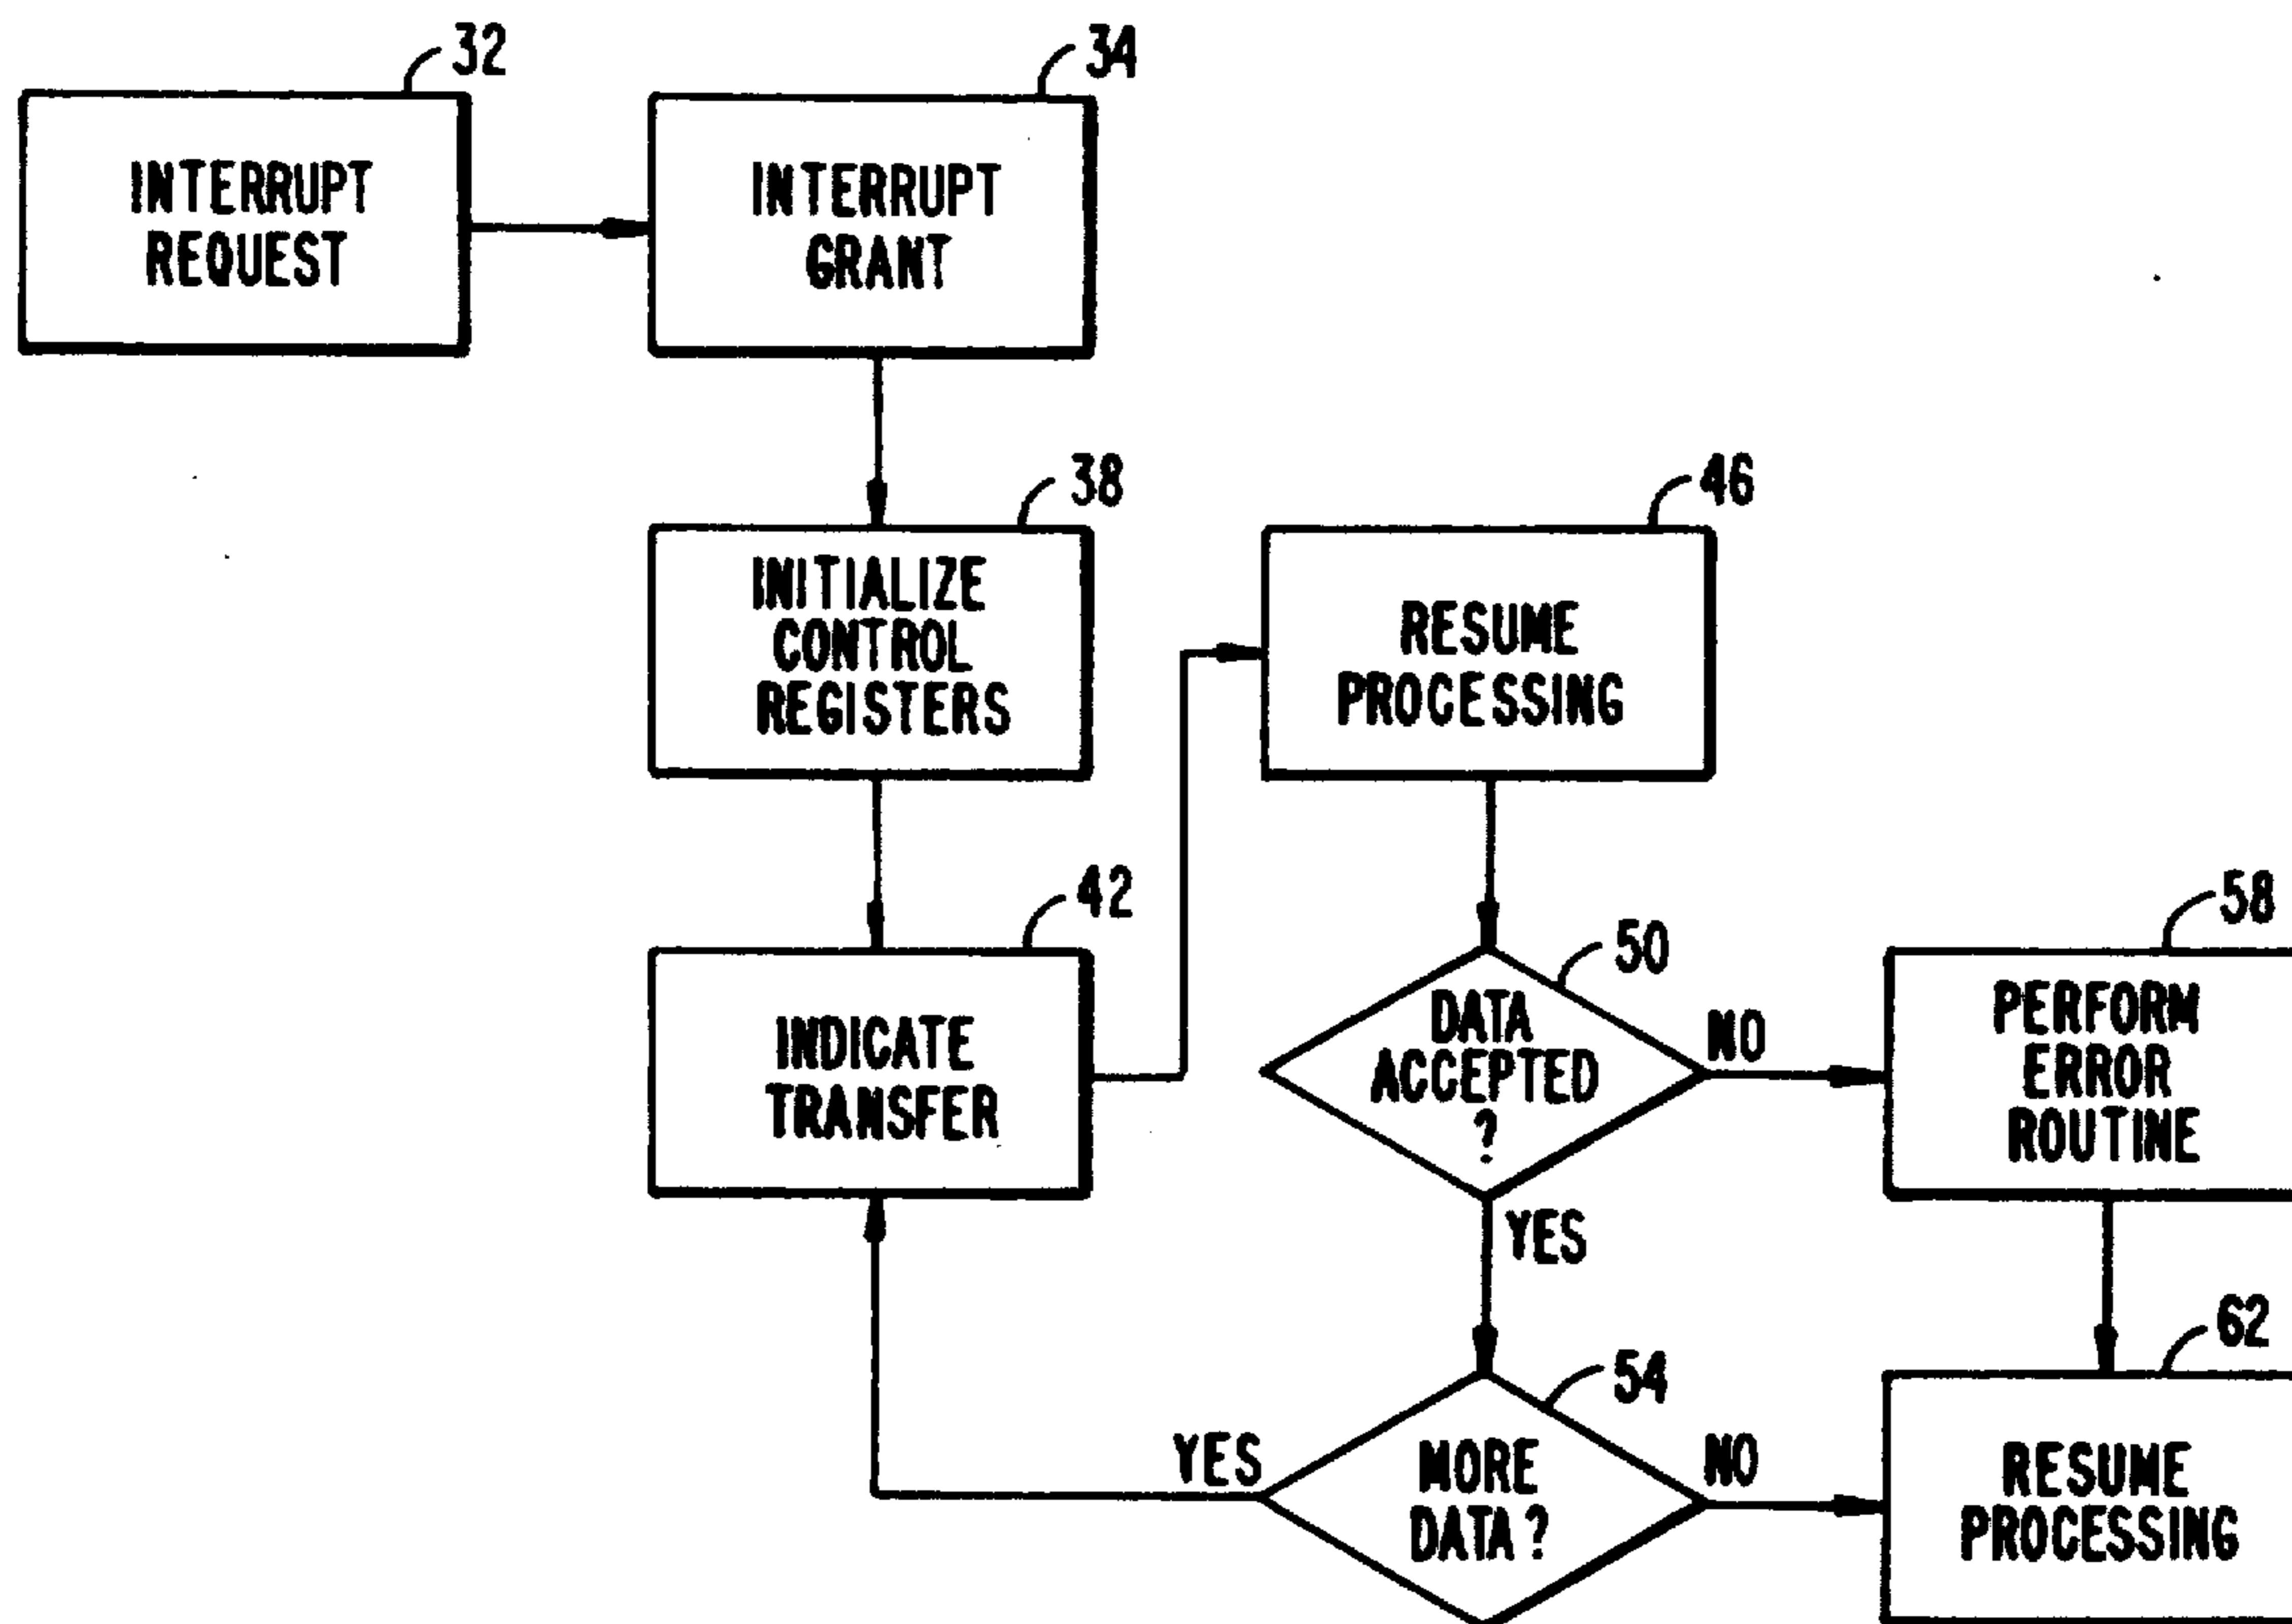 32
INTERRUPT
REQUEST
34
INTERRUPT
GRANT
38
INITIALIZE
CONTROL
REGISTERS
46
RESUME
PROCESSING
42
INDICATE
TRANSFER
50
DATA
ACCEPTED
?
NO
YES
58
PERFORM
ERROR
ROUTINE
54
MORE
DATA?
YES
NO
62
RESUME
PROCESSING